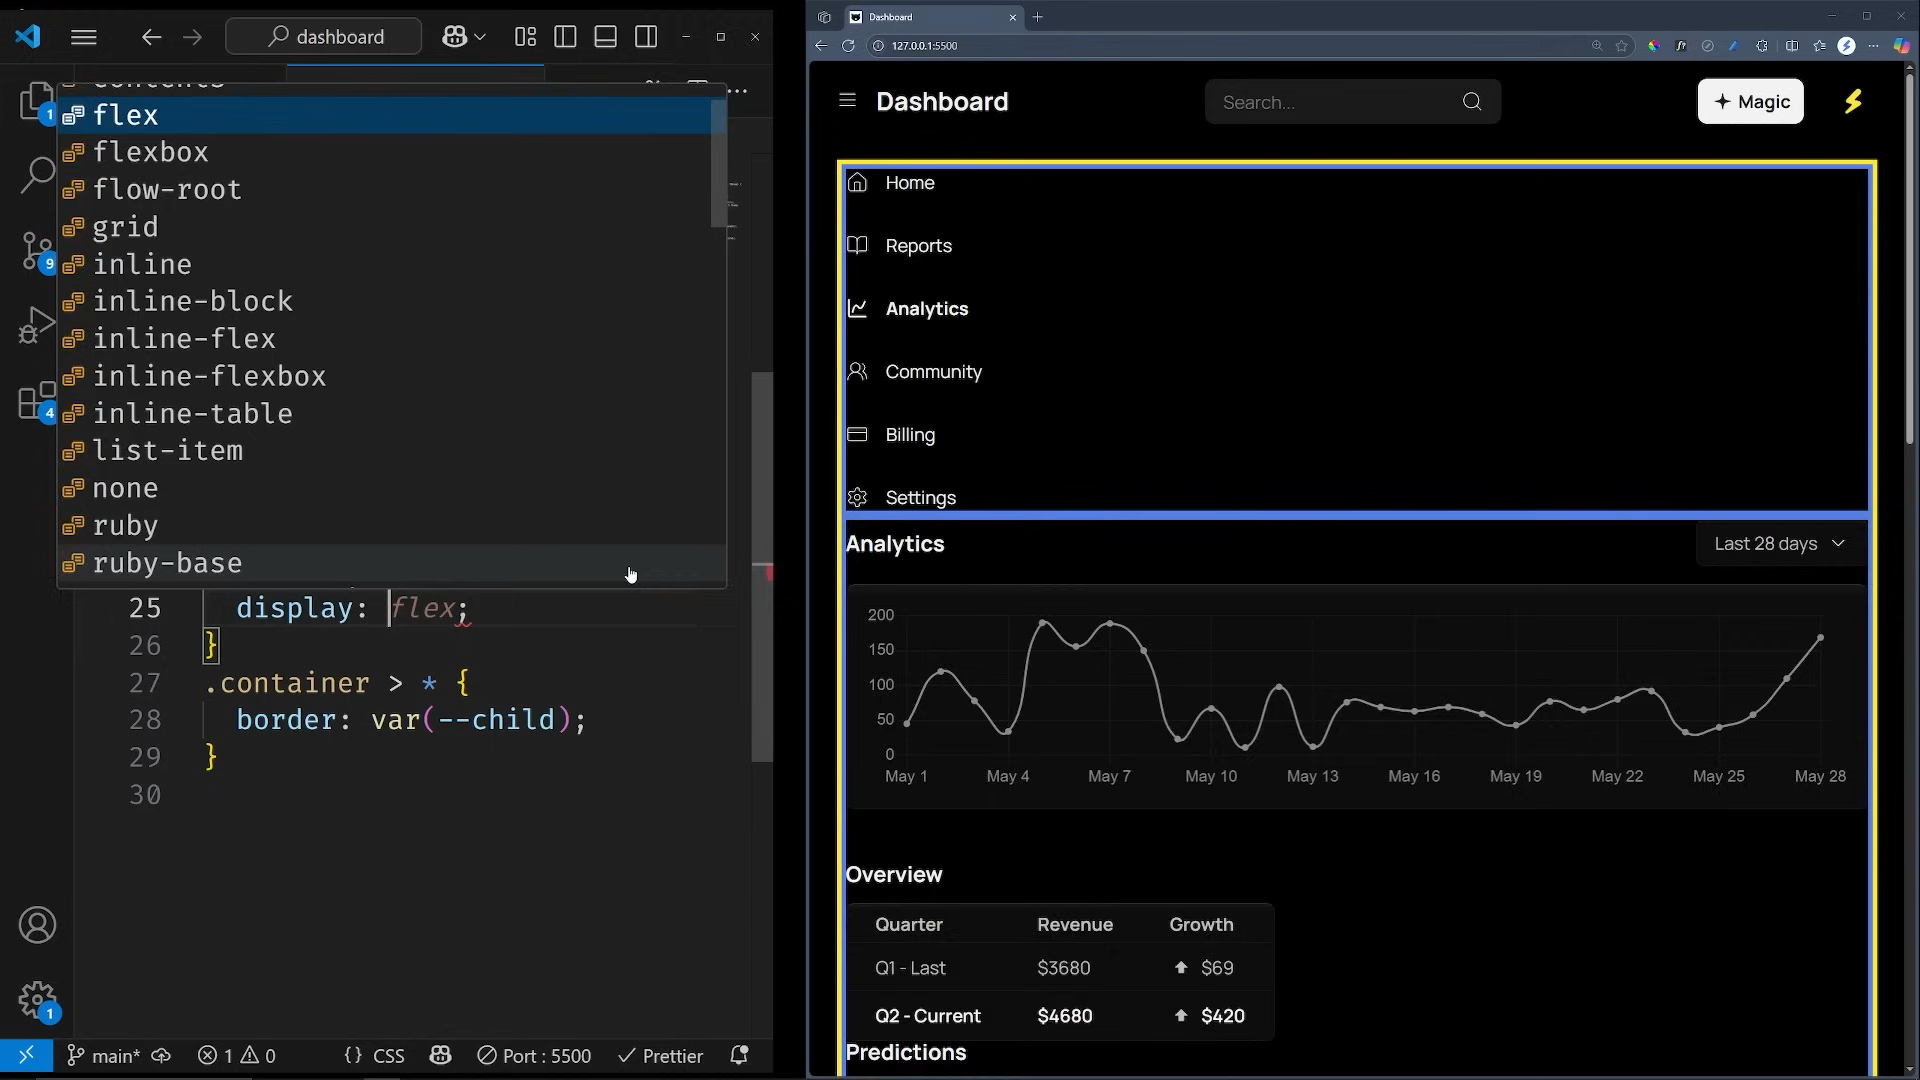 dashboard
contents
flex
flexbox
flow-root
grid
inline
inline-block
inline-flex
inline-flexbox
inline-table
list-item
none
ruby
ruby-base
1
9
4
1
25 display: flex;
26 }
27 .container > * {
28 border: var(--child);
29 }
30
main* 1 0 {} CSS Port : 5500 Prettier
Dashboard
127.0.0.1:5500
Dashboard
Search...
Magic
Home
Reports
Analytics
Community
Billing
Settings
Analytics
Last 28 days
200
150
100
50
0
May 1 May 4 May 7 May 10 May 13 May 16 May 19 May 22 May 25 May 28
Overview
Quarter Revenue Growth
Q1 - Last $3680 $69
Q2 - Current $4680 $420
Predictions